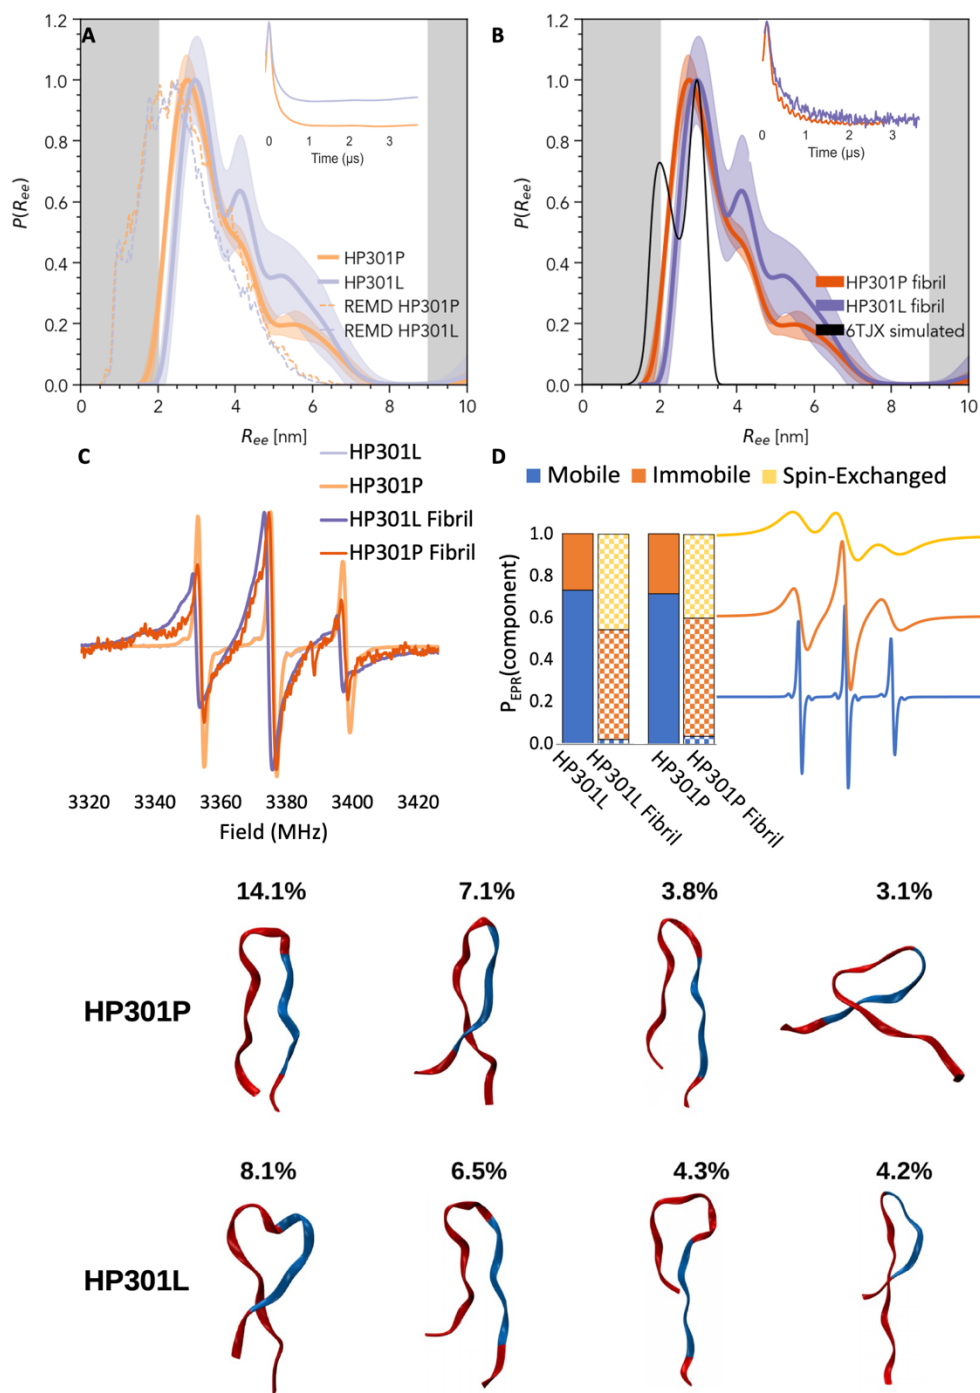 A
1.2
1.0
0.8
0.6
0.4
0.2
0.0
P(Ree)
0 1 2 3
Time (μs)
HP301P
HP301L
REMD HP301P
REMD HP301L
0 2 4 6 8 10
Ree [nm]
B
1.2
1.0
0.8
0.6
0.4
0.2
0.0
P(Ree)
0 1 2 3
Time (μs)
HP301P fibril
HP301L fibril
6TJX simulated
0 2 4 6 8 10
Ree [nm]
C
HP301L
HP301P
HP301L Fibril
HP301P Fibril
3320 3340 3360 3380 3400 3420
Field (MHz)
D
Mobile Immobile Spin-Exchanged
1.0
0.8
0.6
0.4
0.2
0.0
PEPR(component)
HP301L
HP301L Fibril
HP301P
HP301P Fibril
14.1% 7.1% 3.8% 3.1%
HP301P
8.1% 6.5% 4.3% 4.2%
HP301L